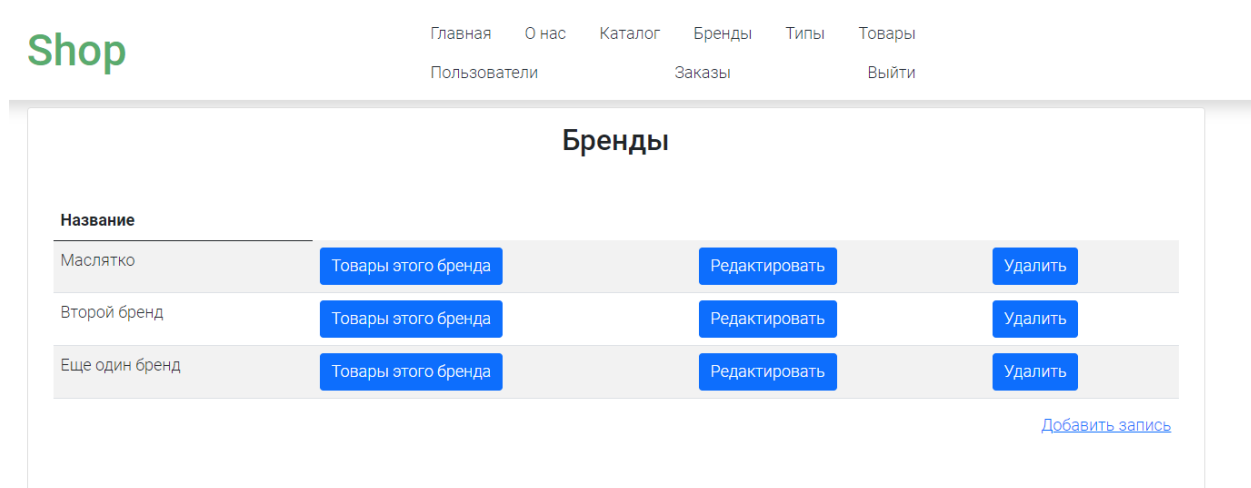 Shop
Главная О нас Каталог Бренды Типы Товары
Пользователи Заказы Выйти
Бренды
Название
Маслятко Товары этого бренда Редактировать Удалить
Второй бренд Товары этого бренда Редактировать Удалить
Еще один бренд Товары этого бренда Редактировать Удалить
Добавить запись